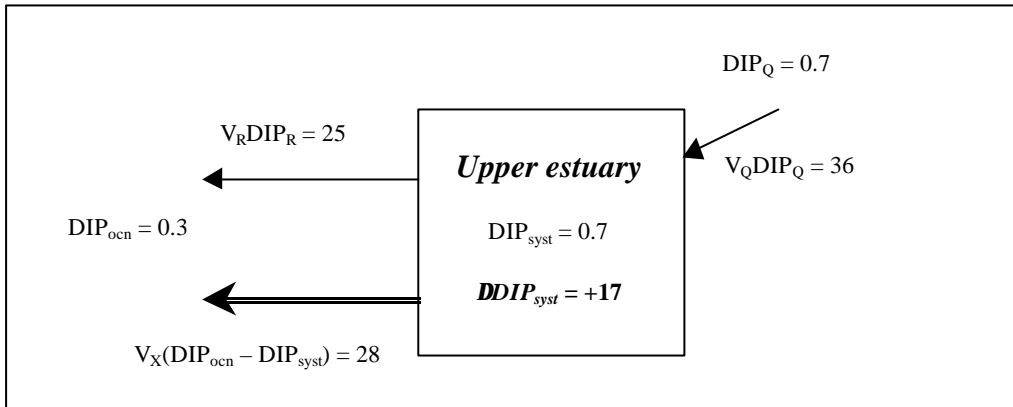 DIP_Q = 0.7
V_RDIP_R = 25
Upper estuary
V_QDIP_Q = 36
DIP_ocn = 0.3
DIP_syst = 0.7
DDIP_syst = +17
V_X(DIP_ocn – DIP_syst) = 28